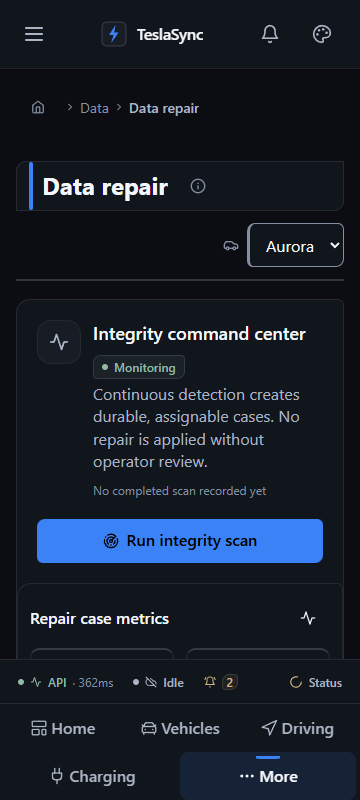 TeslaSync
Data
Data repair
Data repair
Aurora
Integrity command center
Monitoring
Continuous detection creates
durable, assignable cases. No
repair is applied without
operator review.
No completed scan recorded yet
Run integrity scan
Repair case metrics
API · 362ms
Idle
2
Status
Home
Vehicles
Driving
Charging
More